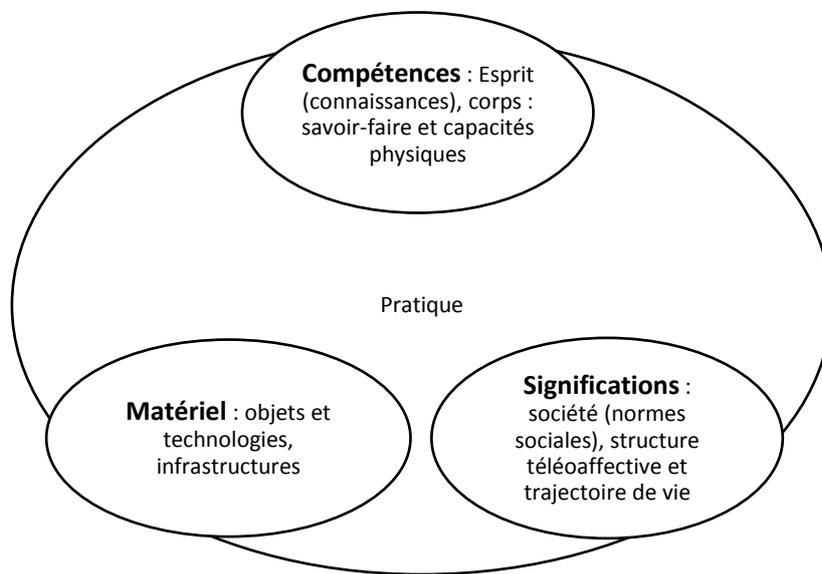 Compétences : Esprit
(connaissances), corps :
savoir-faire et capacités
physiques
Pratique
Matériel : objets et
technologies,
infrastructures
Significations :
société (normes
sociales), structure
téléoaffective et
trajectoire de vie